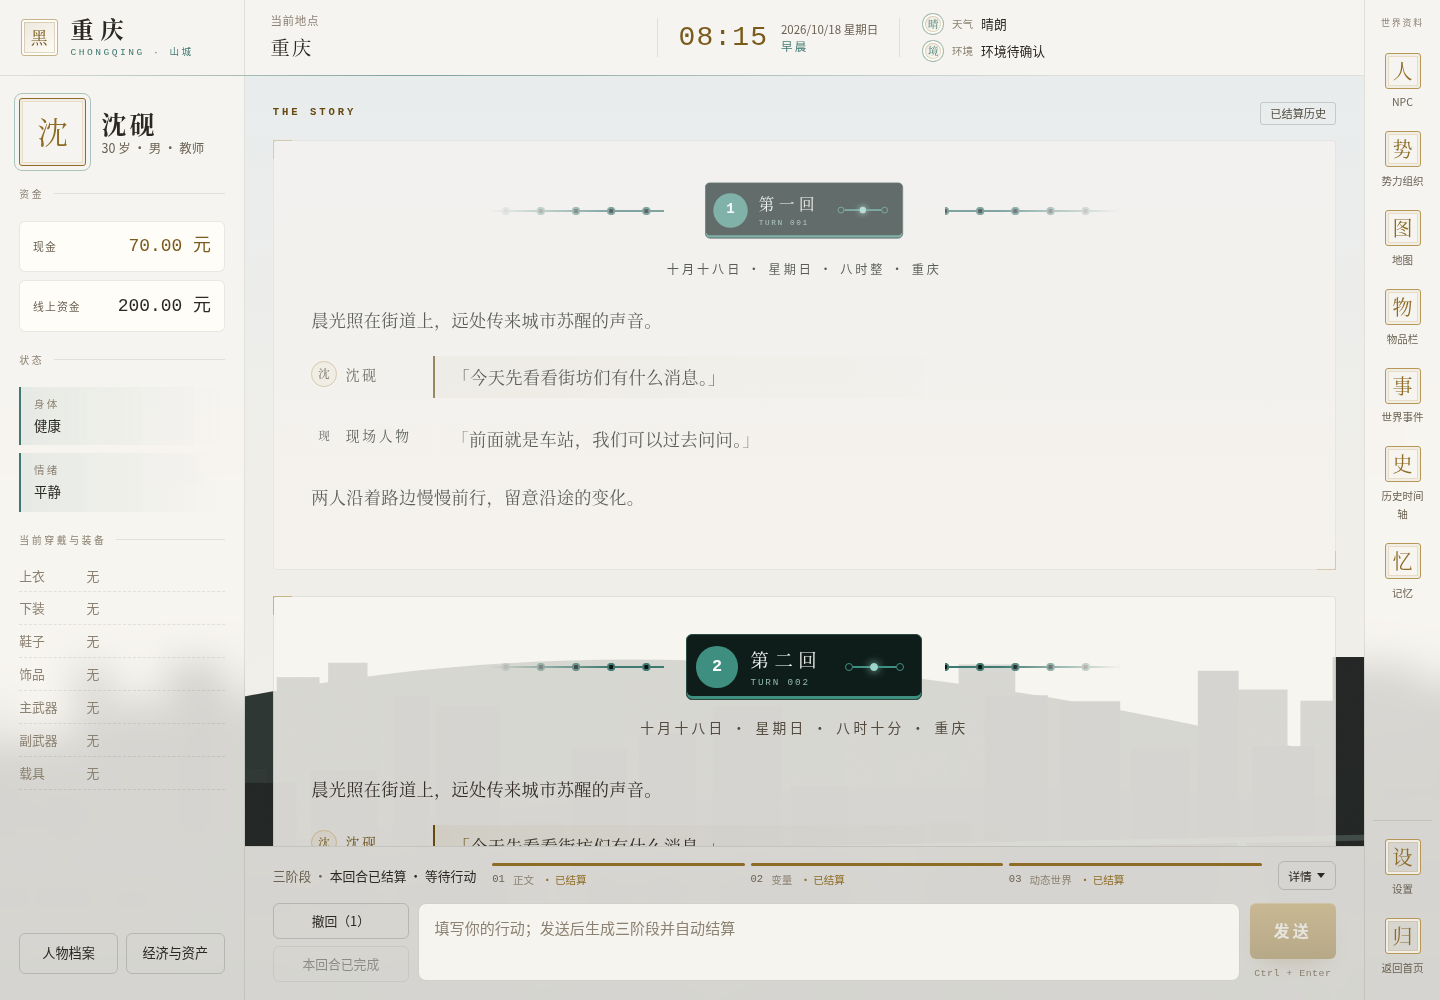 黑
重庆
CHONGQING · 山城
当前地点
重庆
08:15
2026/10/18 星期日
早晨
晴 天气 晴朗
境 环境 环境待确认
沈
沈砚
30 岁 · 男 · 教师
资金
现金 70.00 元
线上资金 200.00 元
状态
身体
健康
情绪
平静
当前穿戴与装备
上衣 无
下装 无
鞋子 无
饰品 无
主武器 无
副武器 无
载具 无
人物档案 经济与资产
THE STORY
已结算历史
1 第一回
TURN 001
十月十八日 · 星期日 · 八时整 · 重庆
晨光照在街道上，远处传来城市苏醒的声音。
沈 沈砚 「今天先看看街坊们有什么消息。」
现 现场人物 「前面就是车站，我们可以过去问问。」
两人沿着路边慢慢前行，留意沿途的变化。
2 第二回
TURN 002
十月十八日 · 星期日 · 八时十分 · 重庆
晨光照在街道上，远处传来城市苏醒的声音。
沈 沈砚 「今天先看看街坊们有什么消息。」
三阶段 · 本回合已结算 · 等待行动
01 正文 · 已结算
02 变量 · 已结算
03 动态世界 · 已结算
详情
撤回（1）
本回合已完成
填写你的行动；发送后生成三阶段并自动结算
发送
Ctrl + Enter
世界资料
人
NPC
势
势力组织
图
地图
物
物品栏
事
世界事件
史
历史时间
轴
忆
记忆
设
设置
归
返回首页